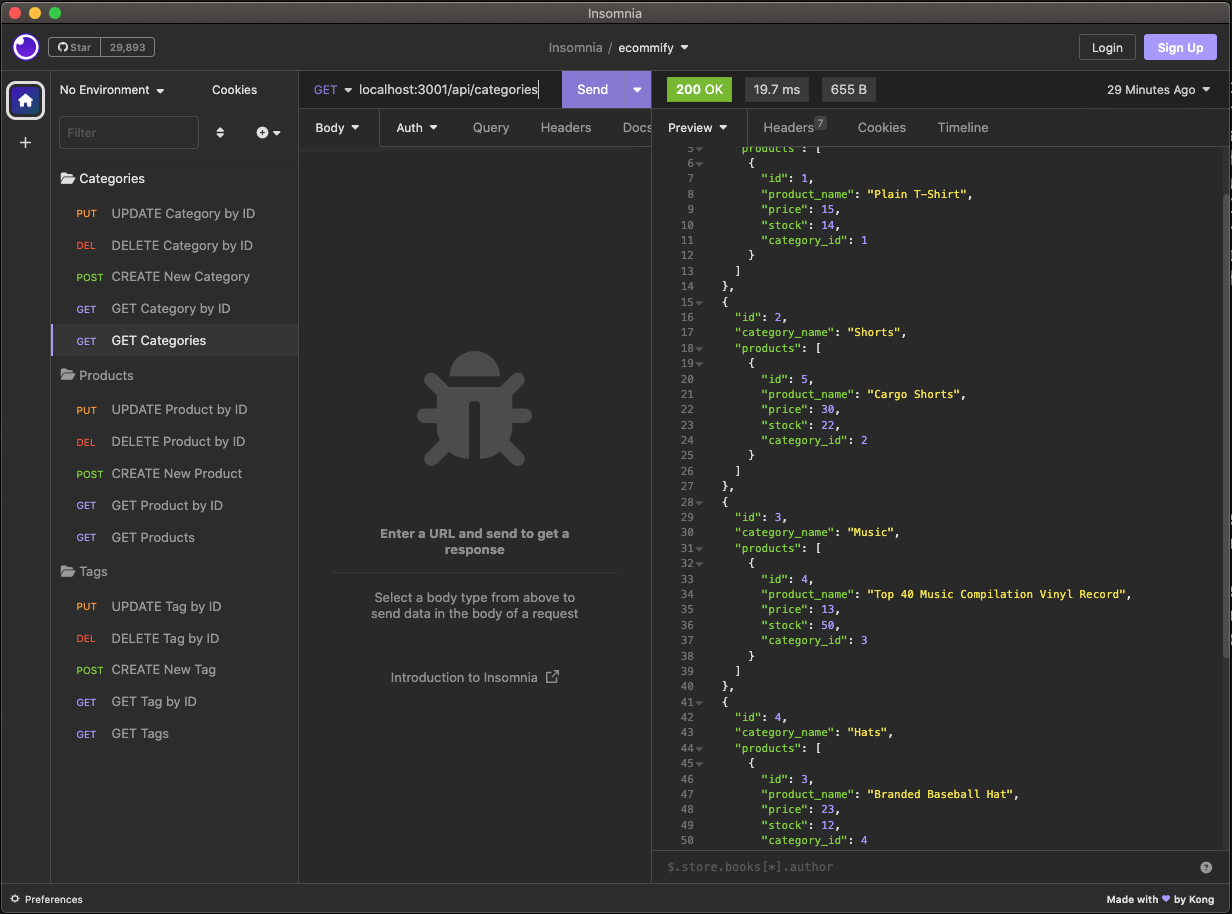 Insomnia
Star 29,893
Insomnia / ecommify
Login
Sign Up
No Environment
Cookies
Filter
Categories
PUT UPDATE Category by ID
DEL DELETE Category by ID
POST CREATE New Category
GET GET Category by ID
GET GET Categories
Products
PUT UPDATE Product by ID
DEL DELETE Product by ID
POST CREATE New Product
GET GET Product by ID
GET GET Products
Tags
PUT UPDATE Tag by ID
DEL DELETE Tag by ID
POST CREATE New Tag
GET GET Tag by ID
GET GET Tags
GET localhost:3001/api/categories
Send
Body Auth Query Headers Docs
Enter a URL and send to get a
response
Select a body type from above to
send data in the body of a request
Introduction to Insomnia
200 OK 19.7 ms 655 B 29 Minutes Ago
Preview Headers 7 Cookies Timeline
5 "products": [
6 {
7 "id": 1,
8 "product_name": "Plain T-Shirt",
9 "price": 15,
10 "stock": 14,
11 "category_id": 1
12 }
13 ]
14 },
15 {
16 "id": 2,
17 "category_name": "Shorts",
18 "products": [
19 {
20 "id": 5,
21 "product_name": "Cargo Shorts",
22 "price": 30,
23 "stock": 22,
24 "category_id": 2
25 }
26 ]
27 },
28 {
29 "id": 3,
30 "category_name": "Music",
31 "products": [
32 {
33 "id": 4,
34 "product_name": "Top 40 Music Compilation Vinyl Record",
35 "price": 13,
36 "stock": 50,
37 "category_id": 3
38 }
39 ]
40 },
41 {
42 "id": 4,
43 "category_name": "Hats",
44 "products": [
45 {
46 "id": 3,
47 "product_name": "Branded Baseball Hat",
48 "price": 23,
49 "stock": 12,
50 "category_id": 4
$.store.books[*].author
Preferences
Made with ♥ by Kong